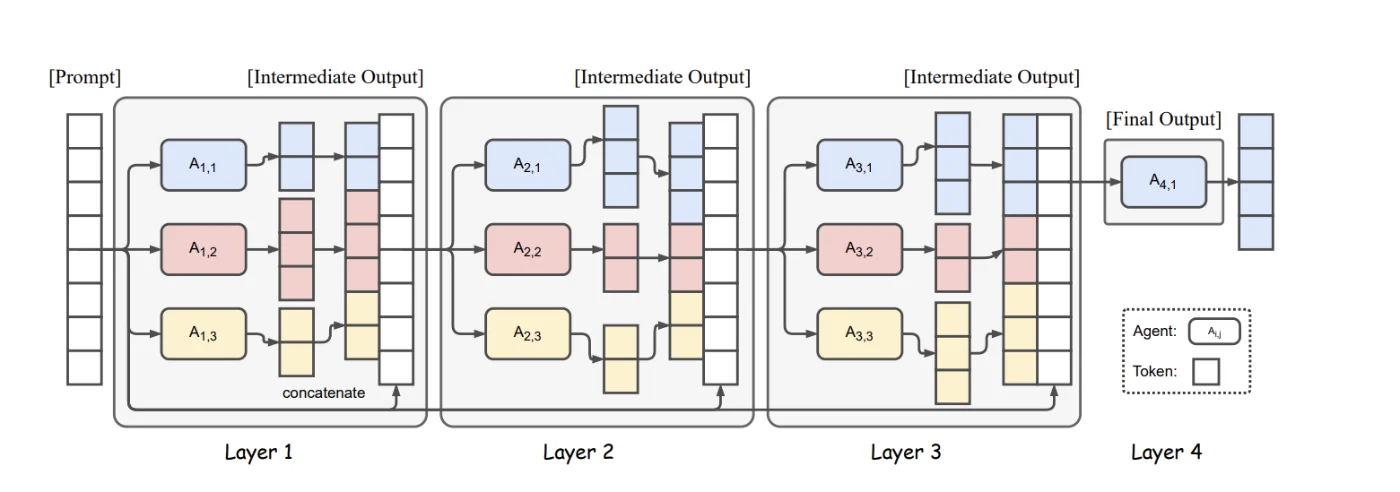 [Prompt]
[Intermediate Output]
[Intermediate Output]
[Intermediate Output]
[Final Output]
A1,1
A1,2
A1,3
concatenate
A2,1
A2,2
A2,3
A3,1
A3,2
A3,3
A4,1
Agent: Ai,j
Token:
Layer 1
Layer 2
Layer 3
Layer 4